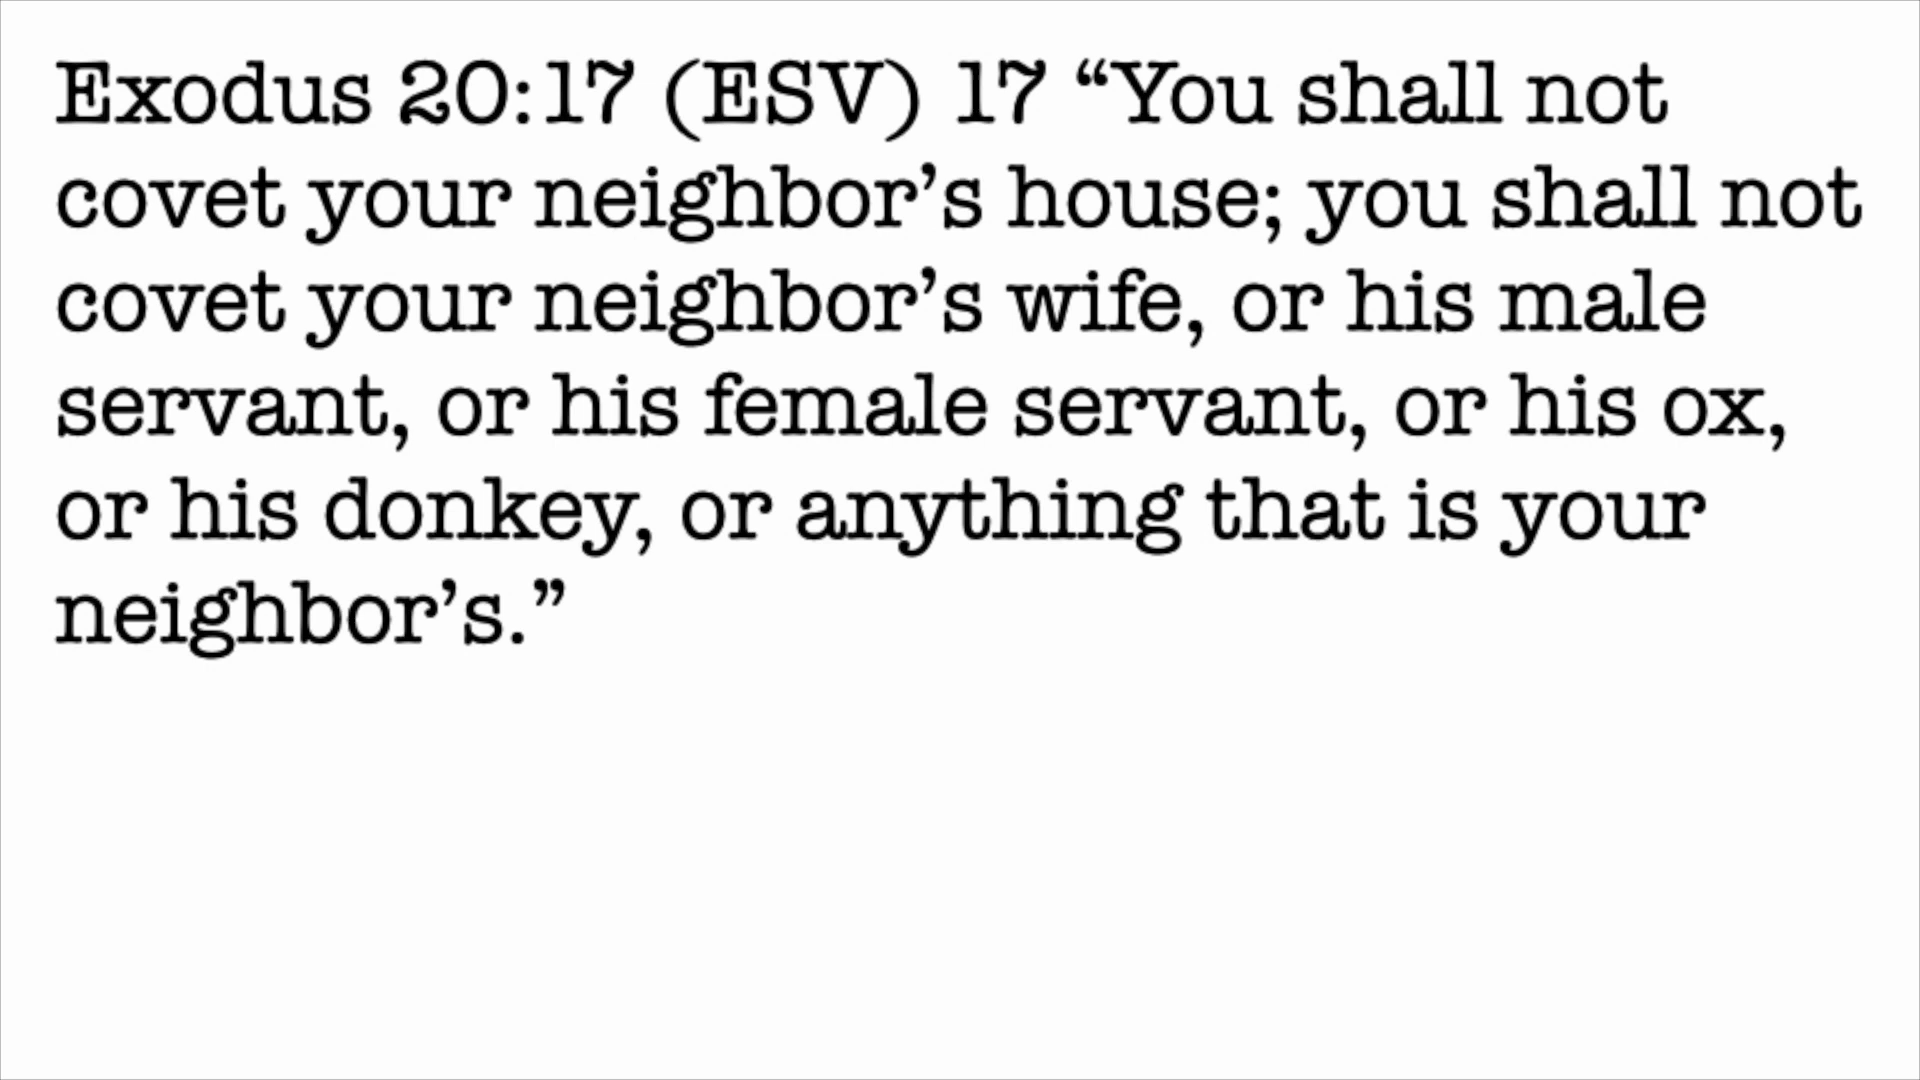 Exodus 20:17 (ESV) 17 “You shall not
covet your neighbor’s house; you shall not
covet your neighbor’s wife, or his male
servant, or his female servant, or his ox,
or his donkey, or anything that is your
neighbor’s.”